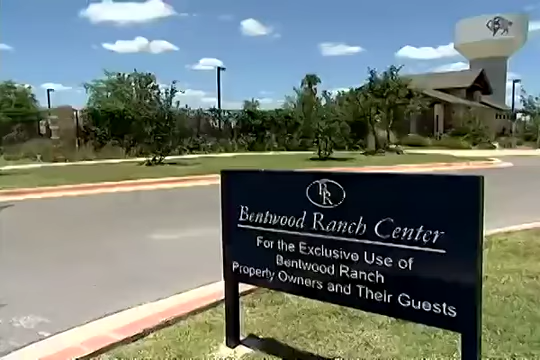 BR
Bentwood Ranch Center
For the Exclusive Use of
Bentwood Ranch
Property Owners and Their Guests